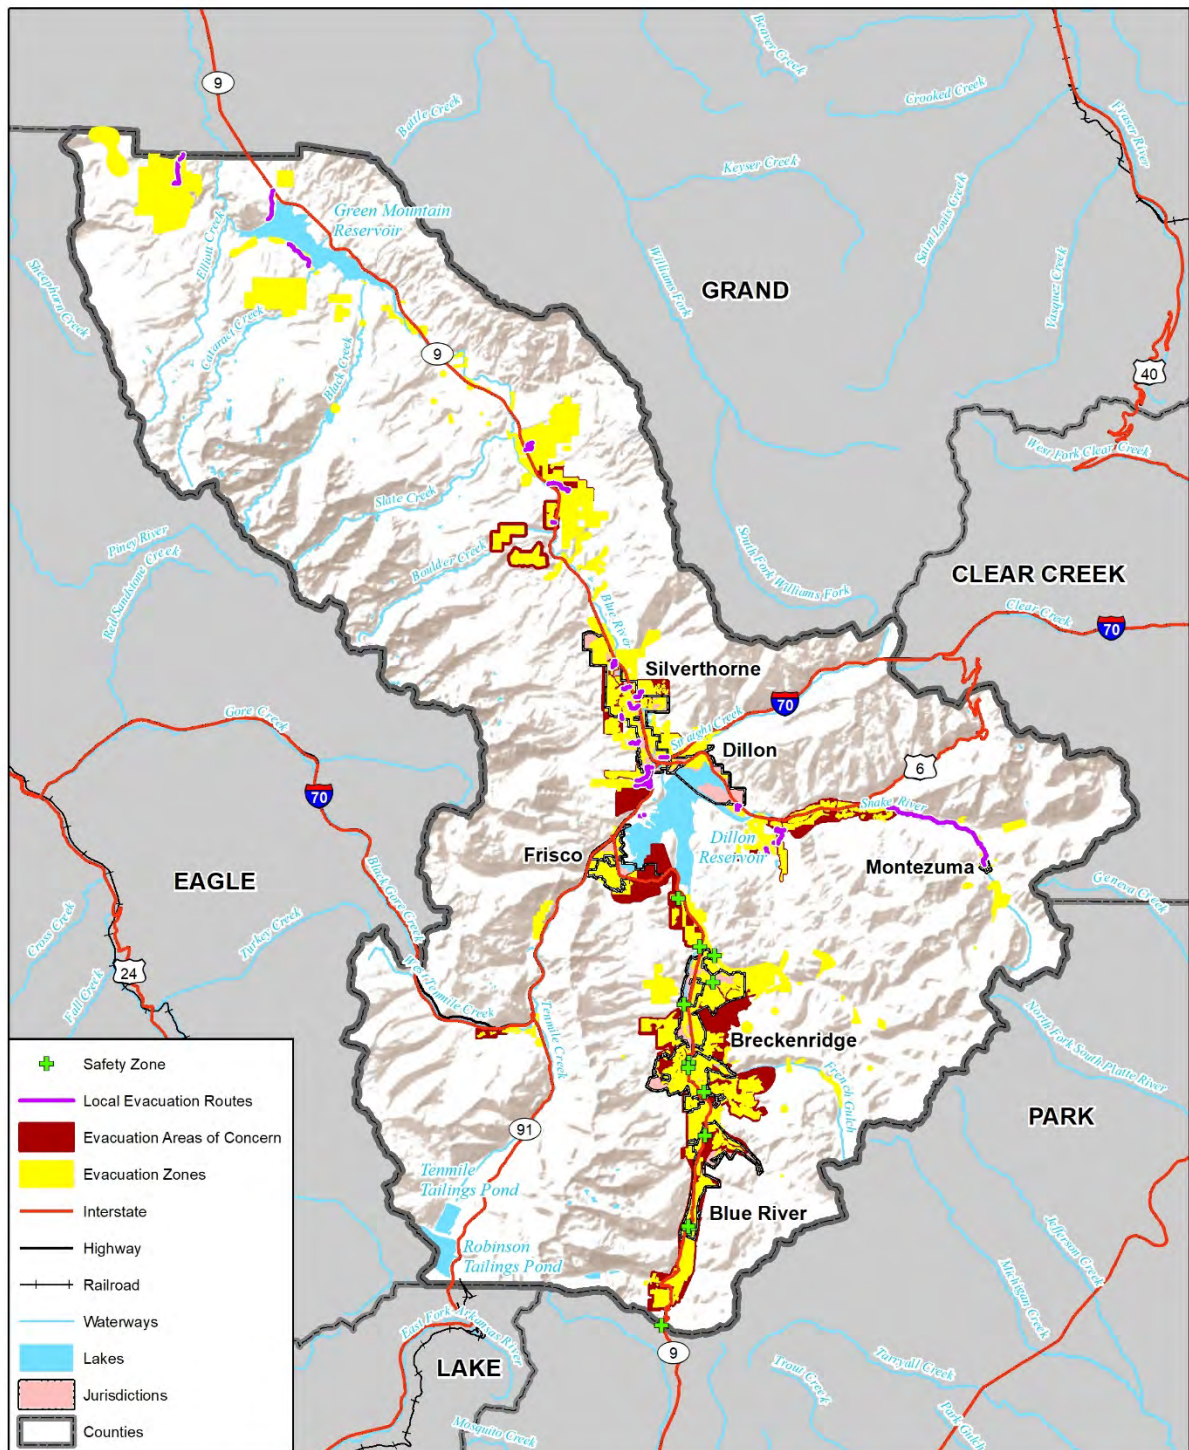 Beaver Creek
9
Crooked Creek
Battle Creek
Fraser River
Keyser Creek
Saint Louis Creek
Green Mountain
Reservoir
Elliott Creek
Sheephorn Creek
Williams Fork
GRAND
Vasquez Creek
Cataract Creek
Black Creek
9
40
West Fork Clear Creek
Slate Creek
Piney River
Red Sandstone Creek
Boulder Creek
South Fork Williams Fork
CLEAR CREEK
Clear Creek
70
Blue River
Silverthorne
70
Gore Creek
Straight Creek
Dillon
6
70
Snake River
Frisco
Dillon
Reservoir
Montezuma
EAGLE
Black Gore Creek
Geneva Creek
Cross Creek
Turkey Creek
24
Fall Creek
West Tenmile Creek
Tenmile Creek
North Fork South Platte River
Breckenridge
French Gulch
PARK
91
Tenmile
Tailings Pond
Blue River
Robinson
Tailings Pond
Jefferson Creek
Michigan Creek
East Fork Arkansas River
9
LAKE
Tarryall Creek
Trout Creek
Park Gulch
Mosquito Creek
Safety Zone
Local Evacuation Routes
Evacuation Areas of Concern
Evacuation Zones
Interstate
Highway
Railroad
Waterways
Lakes
Jurisdictions
Counties